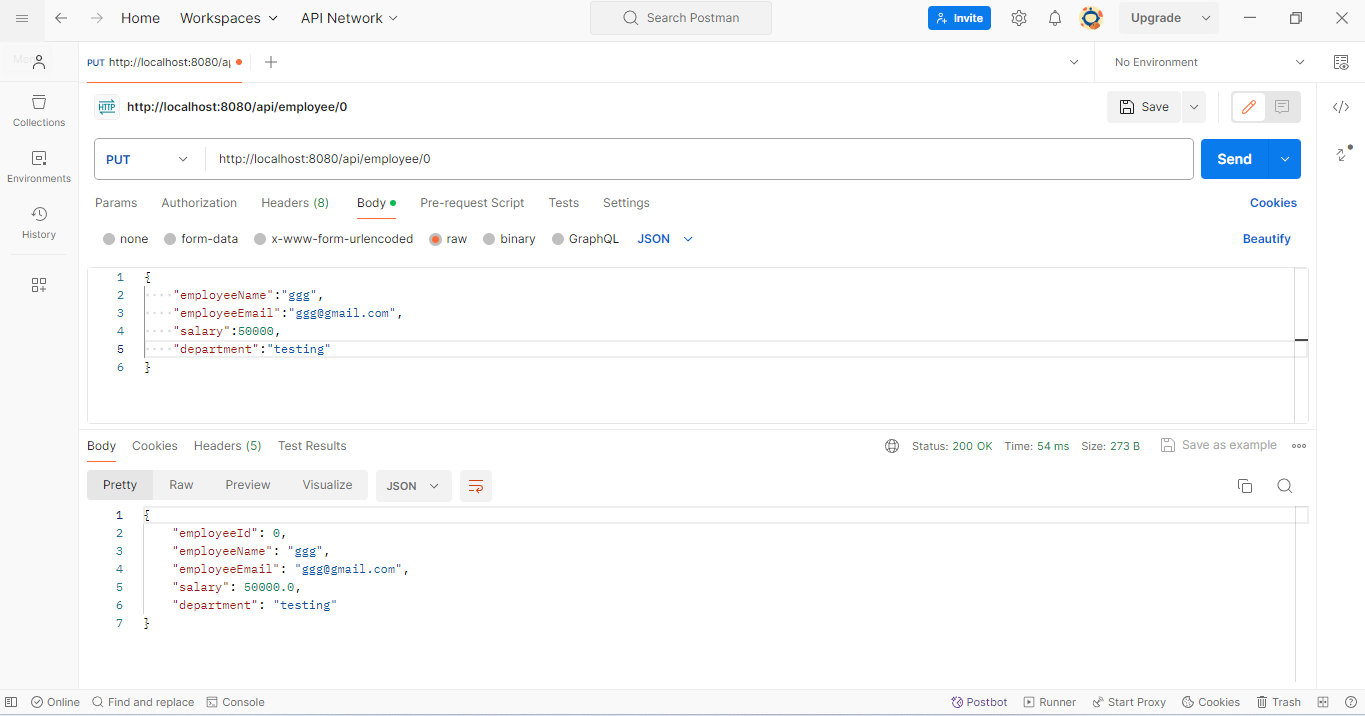 Home Workspaces API Network Search Postman Invite Upgrade
PUT http://localhost:8080/a No Environment
HTTP http://localhost:8080/api/employee/0 Save
Collections
PUT http://localhost:8080/api/employee/0 Send
Environments
Params Authorization Headers (8) Body Pre-request Script Tests Settings Cookies
History
none form-data x-www-form-urlencoded raw binary GraphQL JSON Beautify
1 {
2 "employeeName":"ggg",
3 "employeeEmail":"ggg@gmail.com",
4 "salary":50000,
5 "department":"testing"
6 }
Body Cookies Headers (5) Test Results Status: 200 OK Time: 54 ms Size: 273 B Save as example
Pretty Raw Preview Visualize JSON
1 {
2 "employeeId": 0,
3 "employeeName": "ggg",
4 "employeeEmail": "ggg@gmail.com",
5 "salary": 50000.0,
6 "department": "testing"
7 }
Online Find and replace Console Postbot Runner Start Proxy Cookies Trash